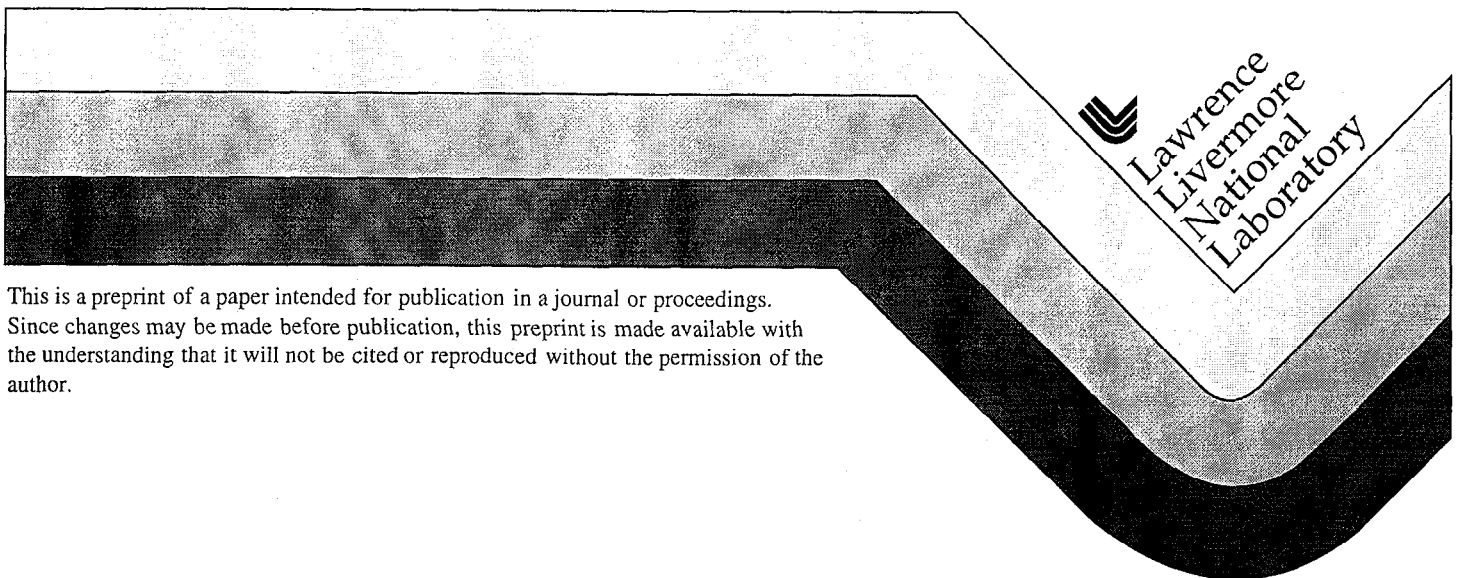 Lawrence
Livermore
National
Laboratory
This is a preprint of a paper intended for publication in a journal or proceedings.
Since changes may be made before publication, this preprint is made available with
the understanding that it will not be cited or reproduced without the permission of the
author.